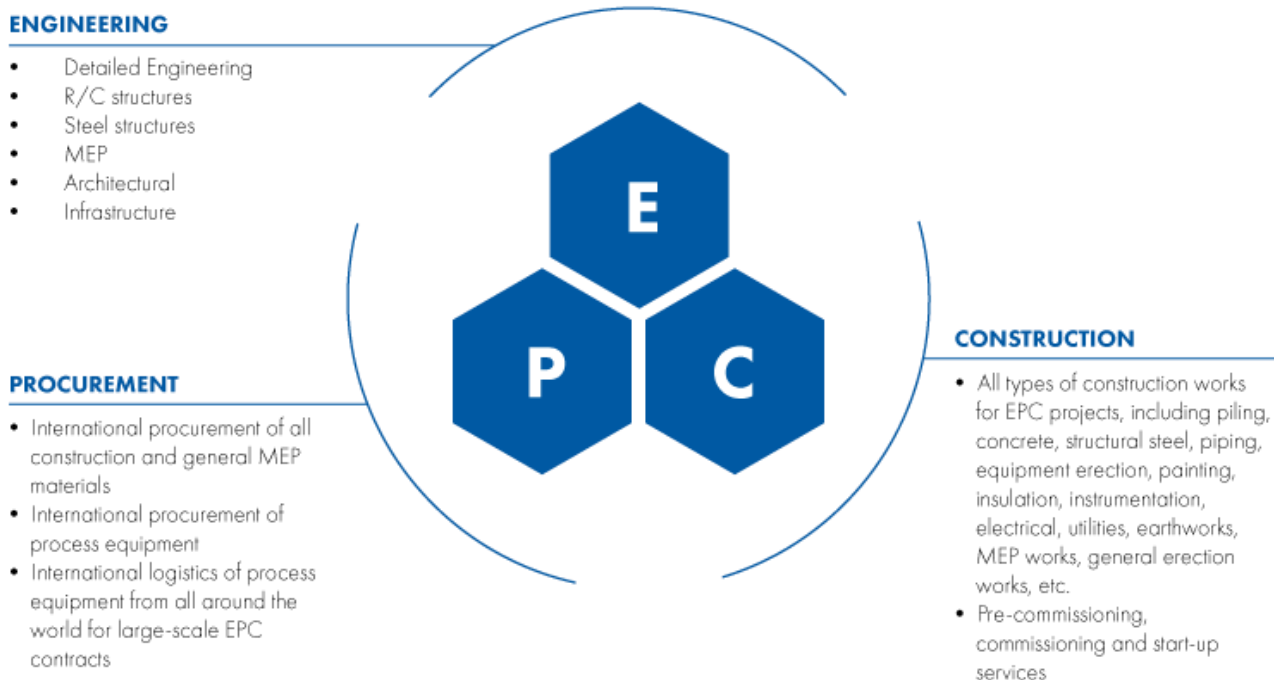 ENGINEERING
• Detailed Engineering
• R/C structures
• Steel structures
• MEP
• Architectural
• Infrastructure
E
P
C
PROCUREMENT
• International procurement of all
construction and general MEP
materials
• International procurement of
process equipment
• International logistics of process
equipment from all around the
world for large-scale EPC
contracts
CONSTRUCTION
• All types of construction works
for EPC projects, including piling,
concrete, structural steel, piping,
equipment erection, painting,
insulation, instrumentation,
electrical, utilities, earthworks,
MEP works, general erection
works, etc.
• Pre-commissioning,
commissioning and start-up
services